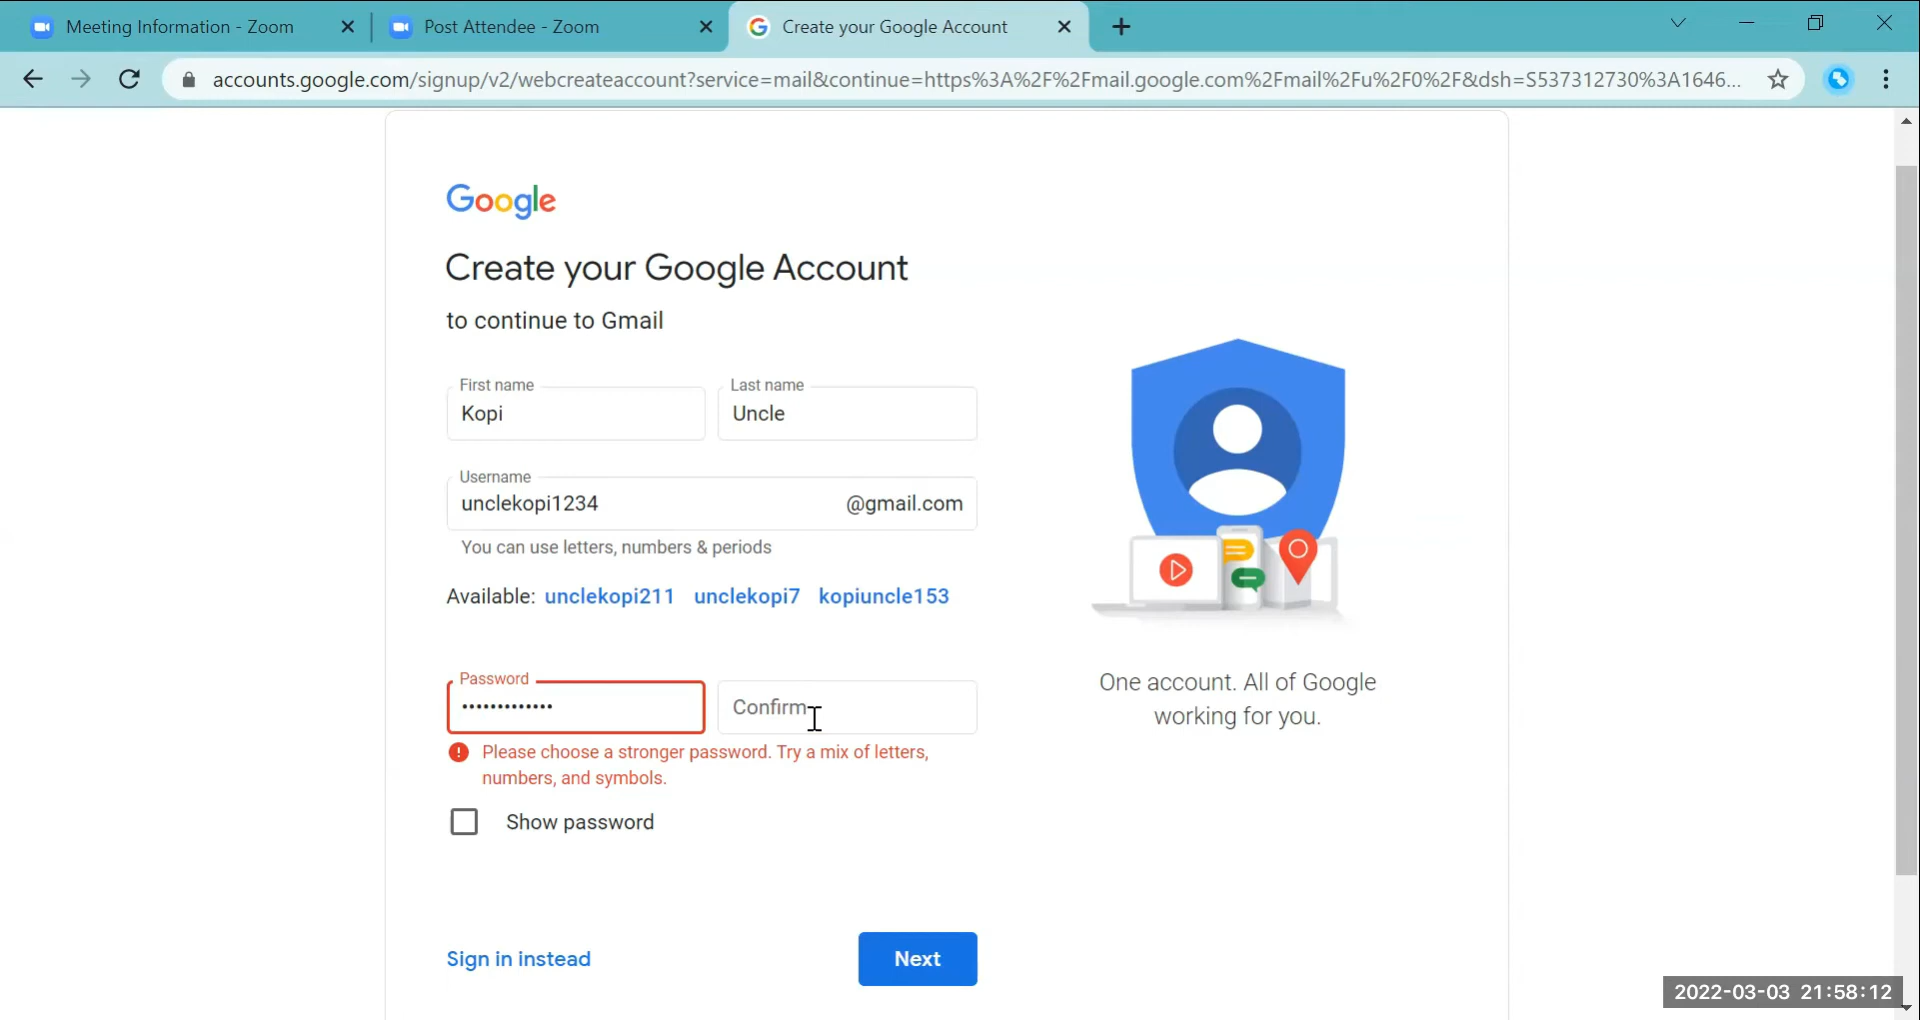 Meeting Information - Zoom
Post Attendee - Zoom
Create your Google Account
accounts.google.com/signup/v2/webcreateaccount?service=mail&continue=https%3A%2F%2Fmail.google.com%2Fmail%2Fu%2F0%2F&dsh=S537312730%3A1646...
Google
Create your Google Account
to continue to Gmail
First name
Last name
Kopi
Uncle
Username
unclekopi1234
@gmail.com
You can use letters, numbers & periods
Available: unclekopi211 unclekopi7 kopiuncle153
Password
•••••••••••••
Confirm
Please choose a stronger password. Try a mix of letters,
numbers, and symbols.
Show password
Sign in instead
Next
One account. All of Google
working for you.
2022-03-03 21:58:12